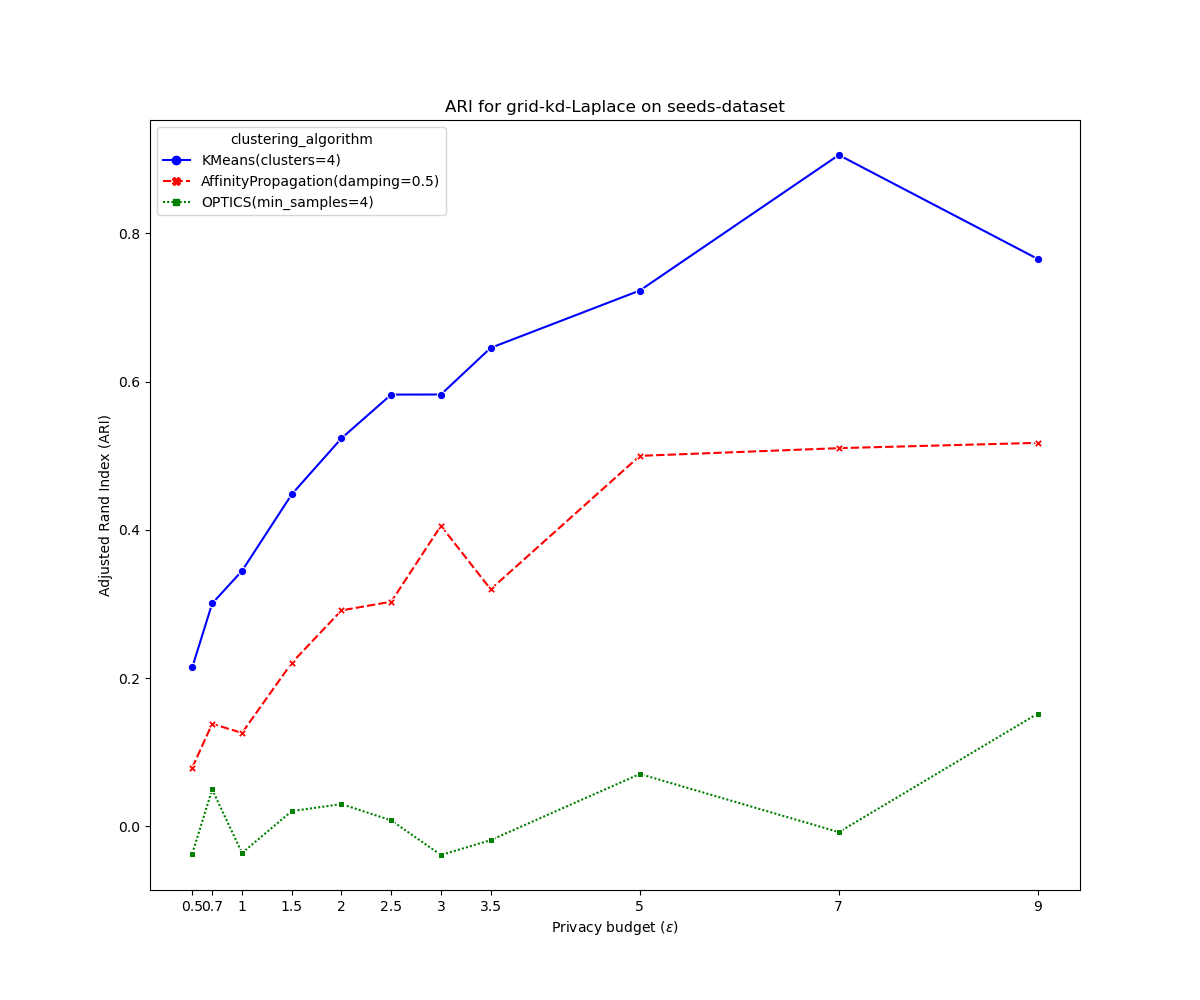 ARI for grid-kd-Laplace on seeds-dataset
clustering_algorithm
KMeans(clusters=4)
AffinityPropagation(damping=0.5)
OPTICS(min_samples=4)
Adjusted Rand Index (ARI)
0.8
0.6
0.4
0.2
0.0
0.5 0.7 1 1.5 2 2.5 3 3.5 5 7 9
Privacy budget (ε)